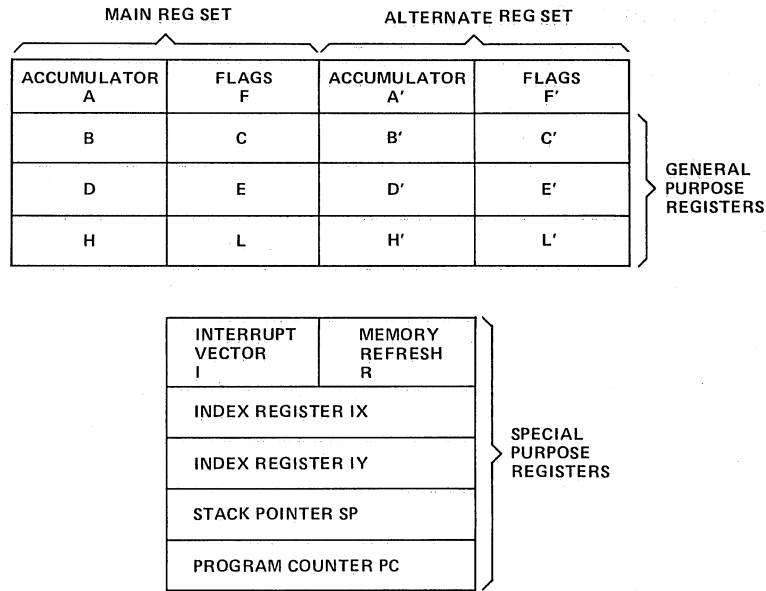 MAIN REG SET
ALTERNATE REG SET
ACCUMULATOR
A
FLAGS
F
ACCUMULATOR
A'
FLAGS
F'
B
C
B'
C'
D
E
D'
E'
H
L
H'
L'
GENERAL
PURPOSE
REGISTERS
INTERRUPT
VECTOR
I
MEMORY
REFRESH
R
INDEX REGISTER IX
INDEX REGISTER IY
STACK POINTER SP
PROGRAM COUNTER PC
SPECIAL
PURPOSE
REGISTERS